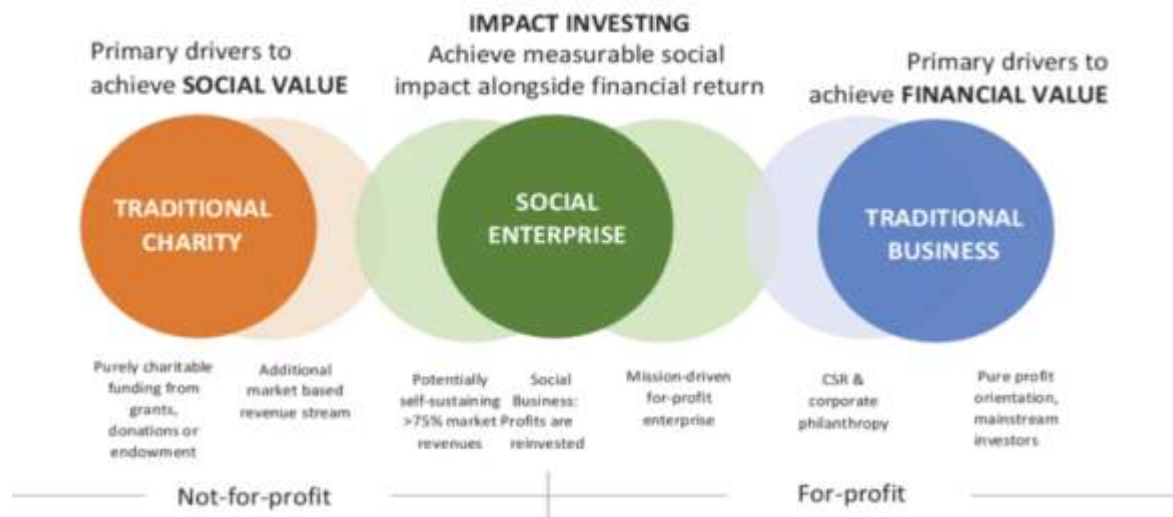 IMPACT INVESTING
Achieve measurable social
impact alongside financial return
Primary drivers to
achieve SOCIAL VALUE
Primary drivers to
achieve FINANCIAL VALUE
TRADITIONAL
CHARITY
SOCIAL
ENTERPRISE
TRADITIONAL
BUSINESS
Purely charitable
funding from
grants,
donations or
endowment
Additional
market based
revenue stream
Potentially
self-sustaining
>75% market
revenues
Social
Business:
Profits are
reinvested
Mission-driven
for-profit
enterprise
CSR &
corporate
philanthropy
Pure profit
orientation,
mainstream
investors
Not-for-profit
For-profit